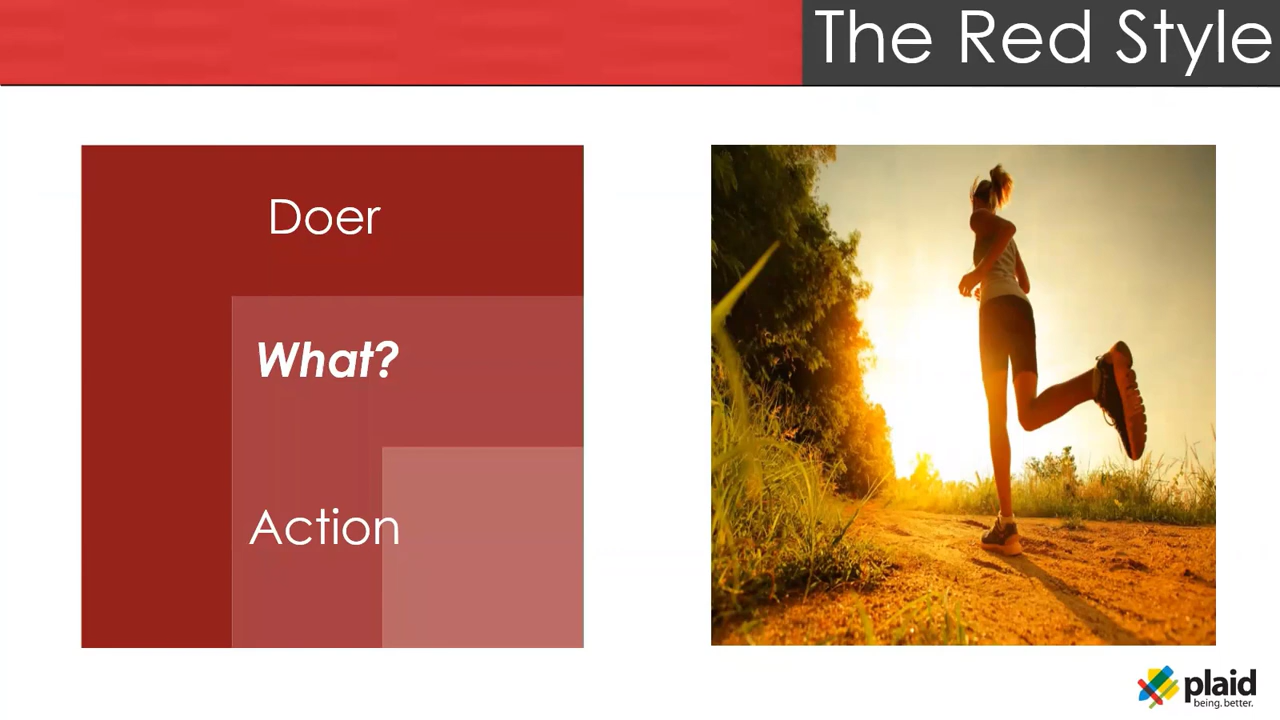 The Red Style
Doer
What?
Action
plaid
being. better.